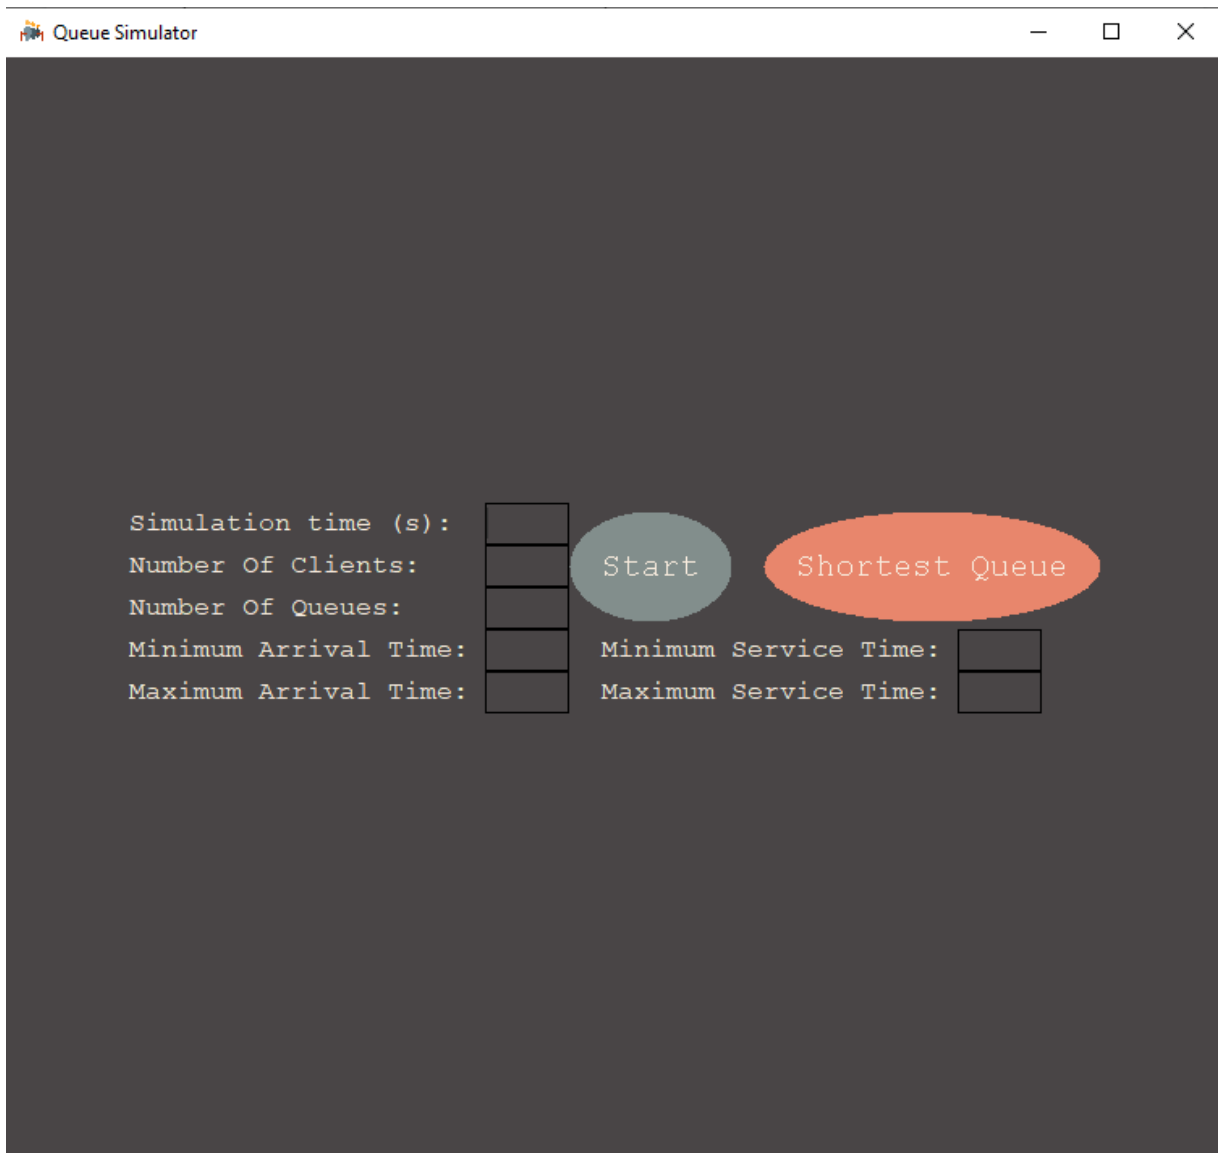 Queue Simulator
Simulation time (s):
Number Of Clients:
Start Shortest Queue
Number Of Queues:
Minimum Arrival Time: Minimum Service Time:
Maximum Arrival Time: Maximum Service Time: